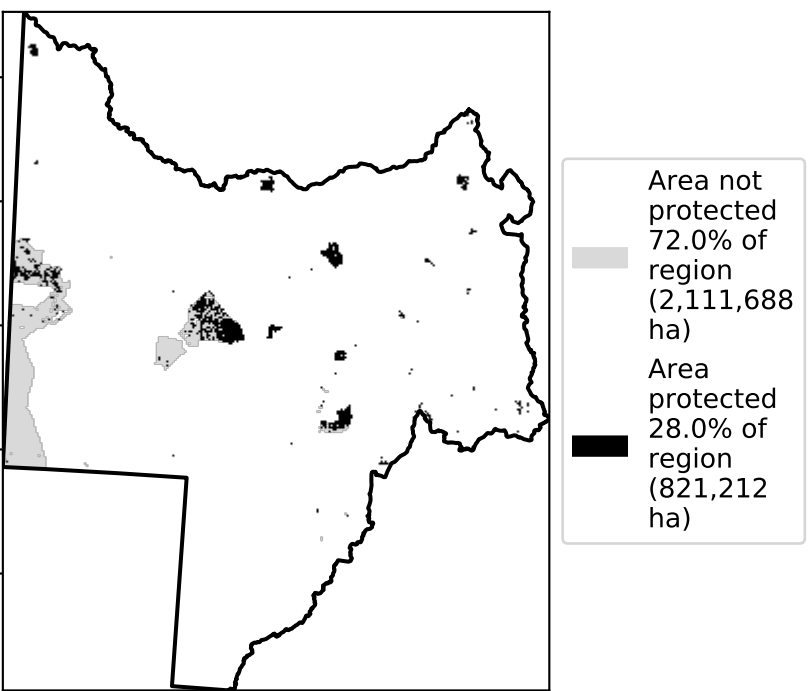 Area not
protected
72.0% of
region
(2,111,688
ha)
Area
protected
28.0% of
region
(821,212
ha)